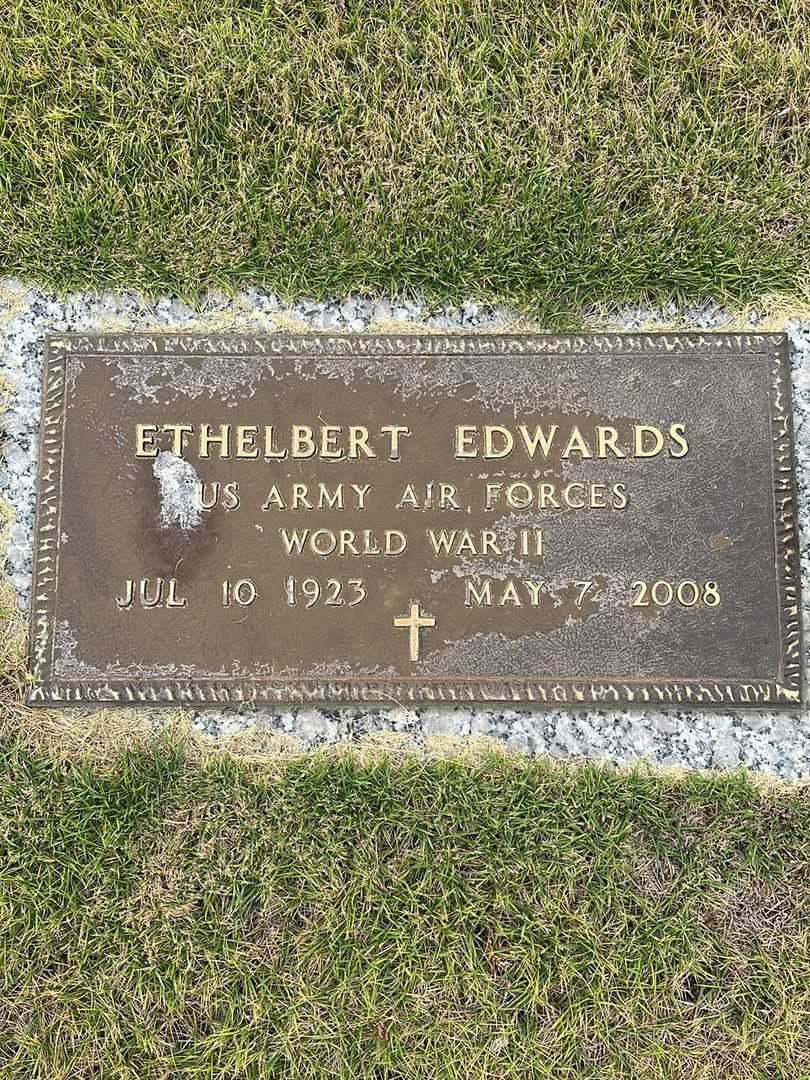 ETHELBERT EDWARDS
US ARMY AIR FORCES
WORLD WAR II
JUL 10 1923 MAY 7 2008